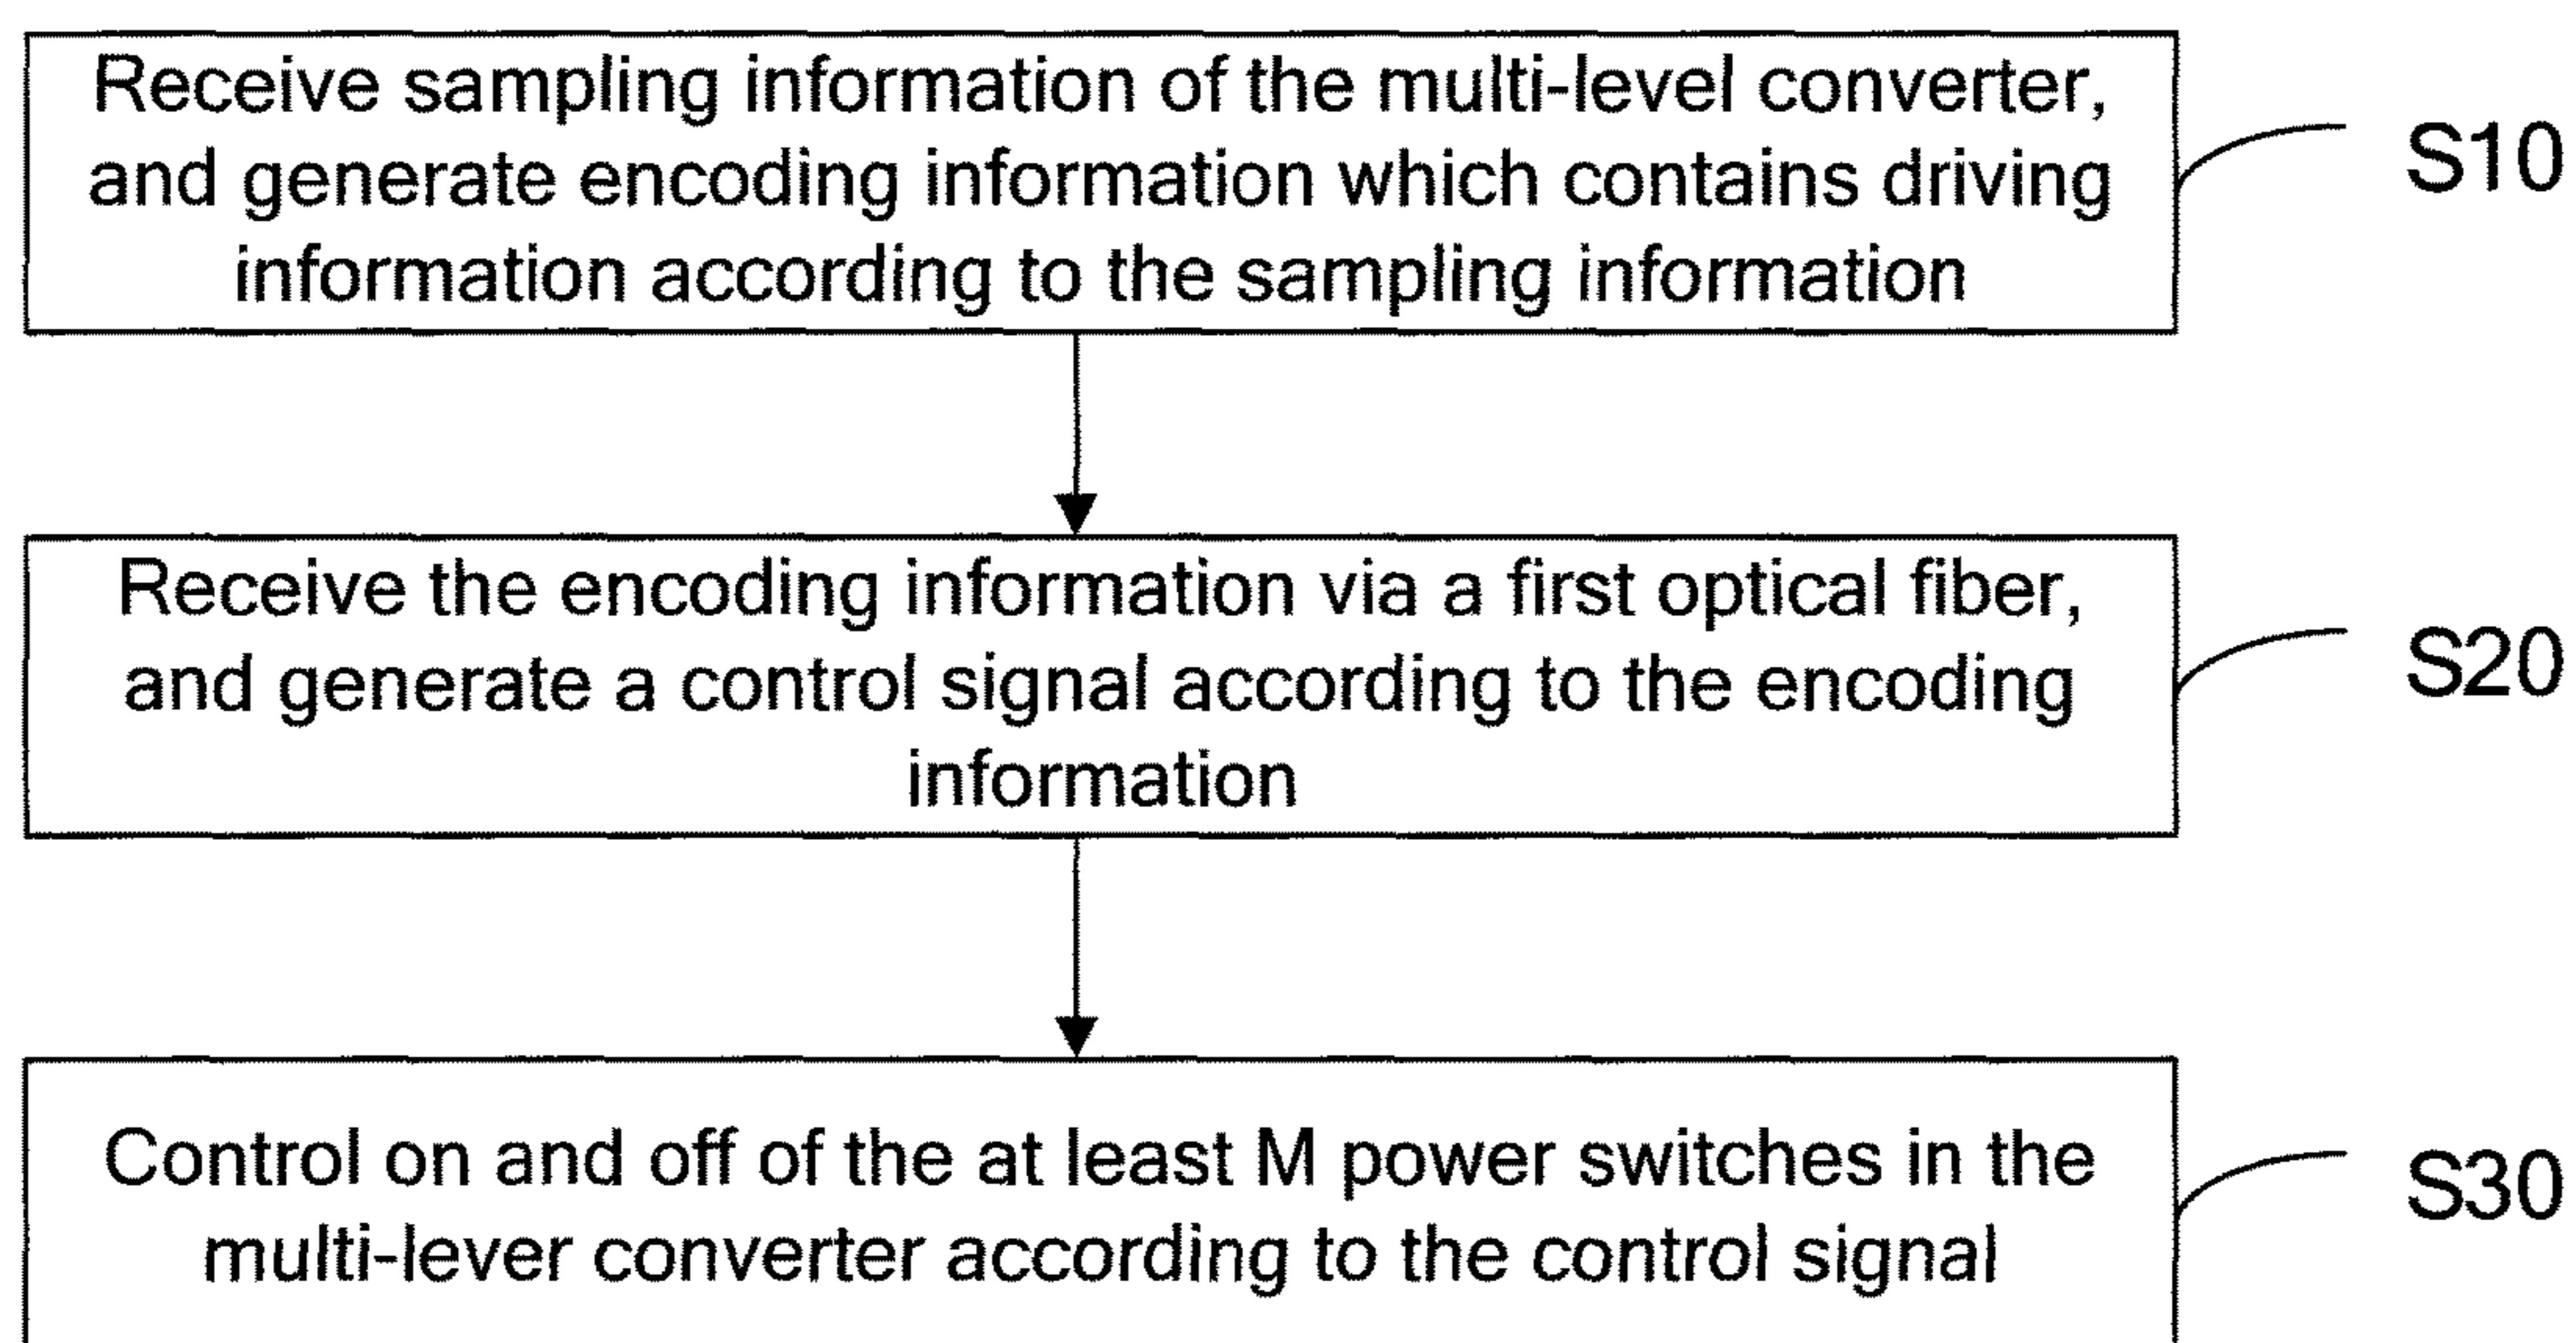 Receive sampling information of the multi-level converter,
and generate encoding information which contains driving
information according to the sampling information
S10
Receive the encoding information via a first optical fiber,
and generate a control signal according to the encoding
information
S20
Control on and off of the at least M power switches in the
multi-lever converter according to the control signal
S30